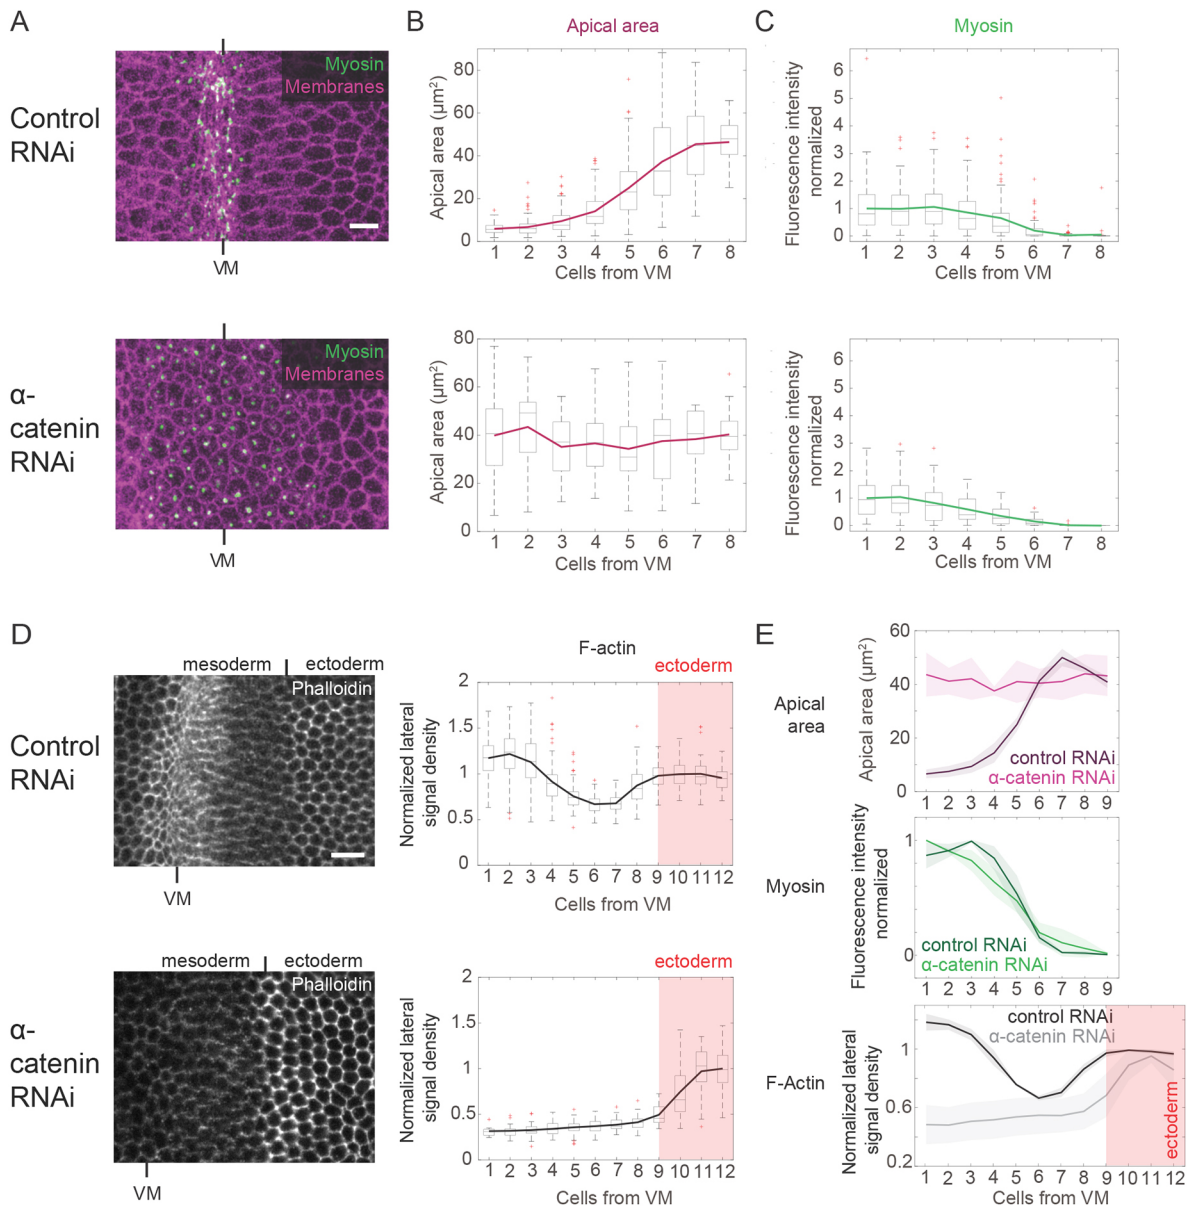 A
Control
RNAi
Myosin
Membranes
VM
α-
catenin
RNAi
Myosin
Membranes
VM
B
Apical area
Apical area (μm²)
80
60
40
20
0
1 2 3 4 5 6 7 8
Cells from VM
Apical area (μm²)
80
60
40
20
0
1 2 3 4 5 6 7 8
Cells from VM
C
Myosin
Fluorescence intensity
normalized
6
5
4
3
2
1
0
1 2 3 4 5 6 7 8
Cells from VM
Fluorescence intensity
normalized
6
5
4
3
2
1
0
1 2 3 4 5 6 7 8
Cells from VM
D
Control
RNAi
mesoderm ectoderm
Phalloidin
VM
F-actin
ectoderm
Normalized lateral
signal density
2
1.5
1
0.5
0
1 2 3 4 5 6 7 8 9 10 11 12
Cells from VM
α-
catenin
RNAi
mesoderm ectoderm
Phalloidin
VM
ectoderm
Normalized lateral
signal density
2
1.5
1
0.5
0
1 2 3 4 5 6 7 8 9 10 11 12
Cells from VM
E
Apical
area
Apical area (μm²)
60
40
20
0
control RNAi
α-catenin RNAi
1 2 3 4 5 6 7 8 9
Myosin
Fluorescence intensity
normalized
1
0
control RNAi
α-catenin RNAi
1 2 3 4 5 6 7 8 9
F-Actin
Normalized lateral
signal density
1
0.6
0.2
control RNAi
α-catenin RNAi
ectoderm
1 2 3 4 5 6 7 8 9 10 11 12
Cells from VM